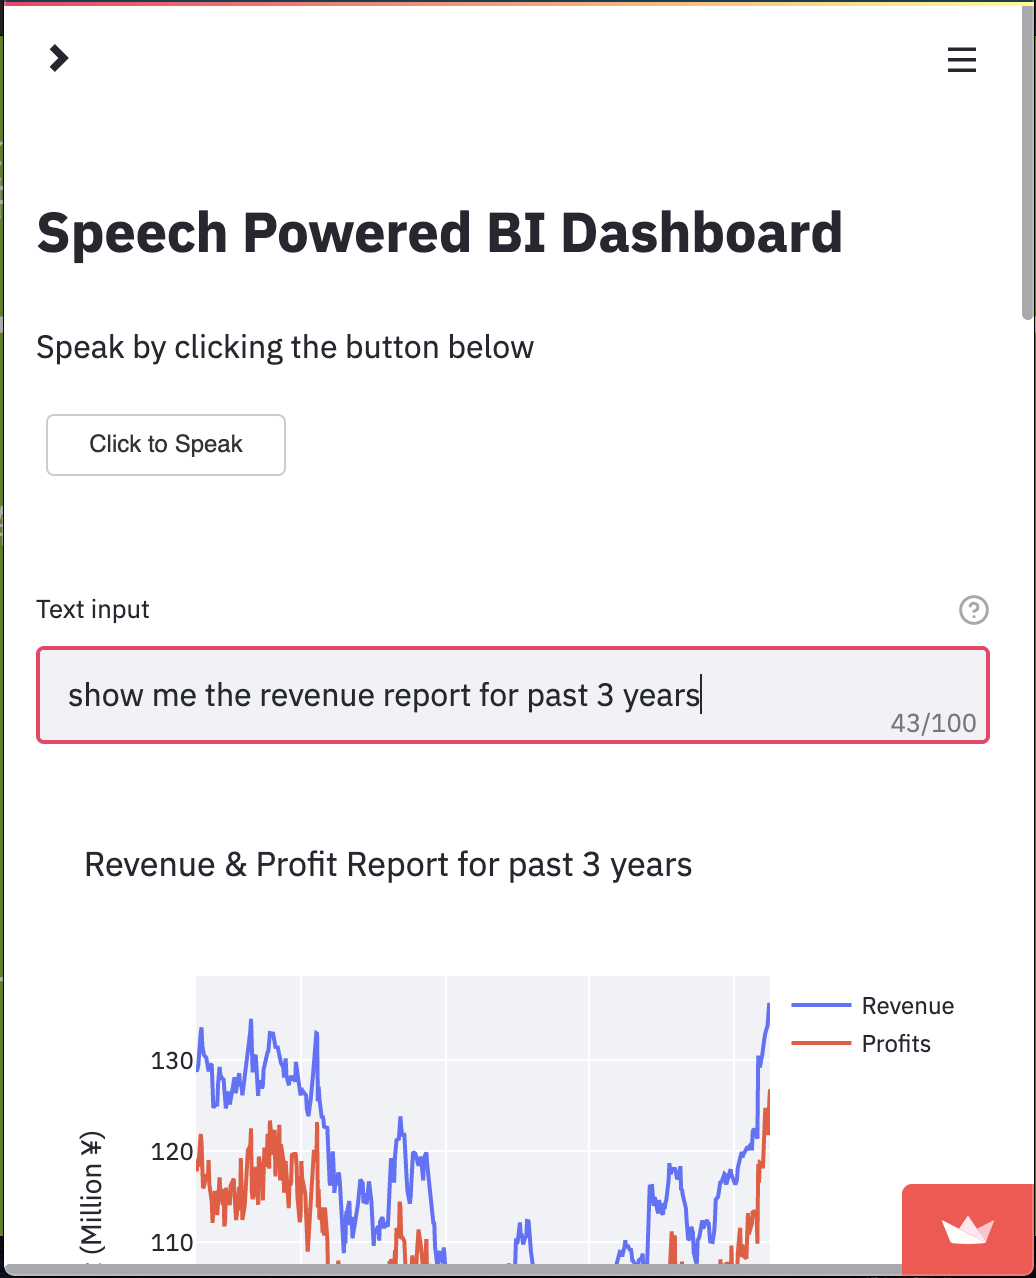 Speech Powered BI Dashboard
Speak by clicking the button below
Click to Speak
Text input
show me the revenue report for past 3 years
43/100
Revenue & Profit Report for past 3 years
Revenue
Profits
130
120
110
(Million ¥)